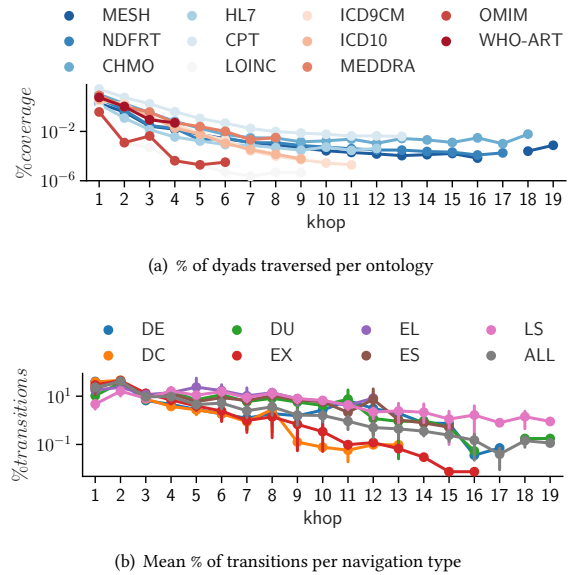 MESH HL7 ICD9CM OMIM
NDFRT CPT ICD10 WHO-ART
CHMO LOINC MEDDRA
%coverage
10−2
10−6
1 2 3 4 5 6 7 8 9 10 11 12 13 14 15 16 17 18 19
khop
(a) % of dyads traversed per ontology
DE DU EL LS
DC EX ES ALL
%transitions
101
10−1
1 2 3 4 5 6 7 8 9 10 11 12 13 14 15 16 17 18 19
khop
(b) Mean % of transitions per navigation type